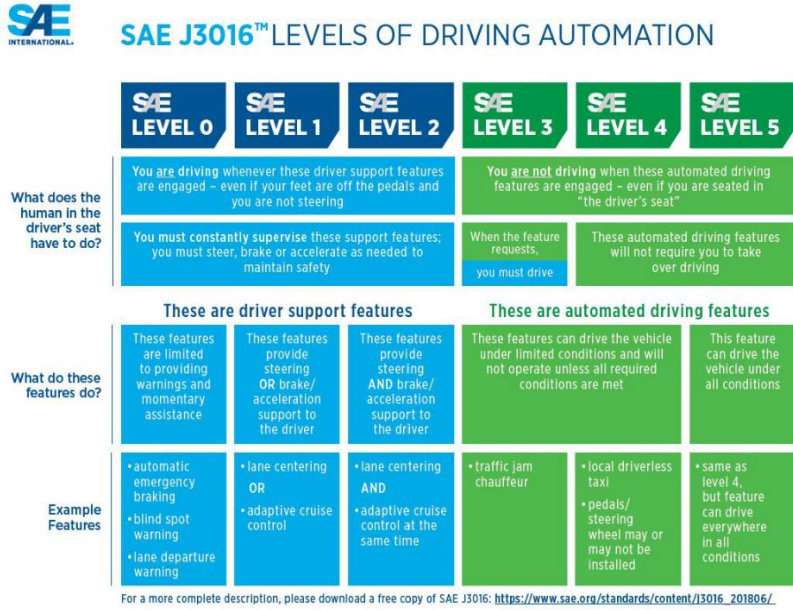 SAE
INTERNATIONAL®
SAE J3016™ LEVELS OF DRIVING AUTOMATION
SAE
LEVEL 0
SAE
LEVEL 1
SAE
LEVEL 2
SAE
LEVEL 3
SAE
LEVEL 4
SAE
LEVEL 5
What does the
human in the
driver's seat
have to do?
You are driving whenever these driver support features
are engaged – even if your feet are off the pedals and
you are not steering
You are not driving when these automated driving
features are engaged – even if you are seated in
"the driver's seat"
You must constantly supervise these support features;
you must steer, brake or accelerate as needed to
maintain safety
When the feature
requests,
you must drive
These automated driving features
will not require you to take
over driving
These are driver support features
These are automated driving features
What do these
features do?
These features
are limited
to providing
warnings and
momentary
assistance
These features
provide
steering
OR brake/
acceleration
support to
the driver
These features
provide
steering
AND brake/
acceleration
support to
the driver
These features can drive the vehicle
under limited conditions and will
not operate unless all required
conditions are met
This feature
can drive the
vehicle under
all conditions
Example
Features
• automatic
emergency
braking
• blind spot
warning
• lane departure
warning
• lane centering
OR
• adaptive cruise
control
• lane centering
AND
• adaptive cruise
control at the
same time
• traffic jam
chauffeur
• local driverless
taxi
• pedals/
steering
wheel may or
may not be
installed
• same as
level 4,
but feature
can drive
everywhere
in all
conditions
For a more complete description, please download a free copy of SAE J3016: https://www.sae.org/standards/content/j3016_201806/